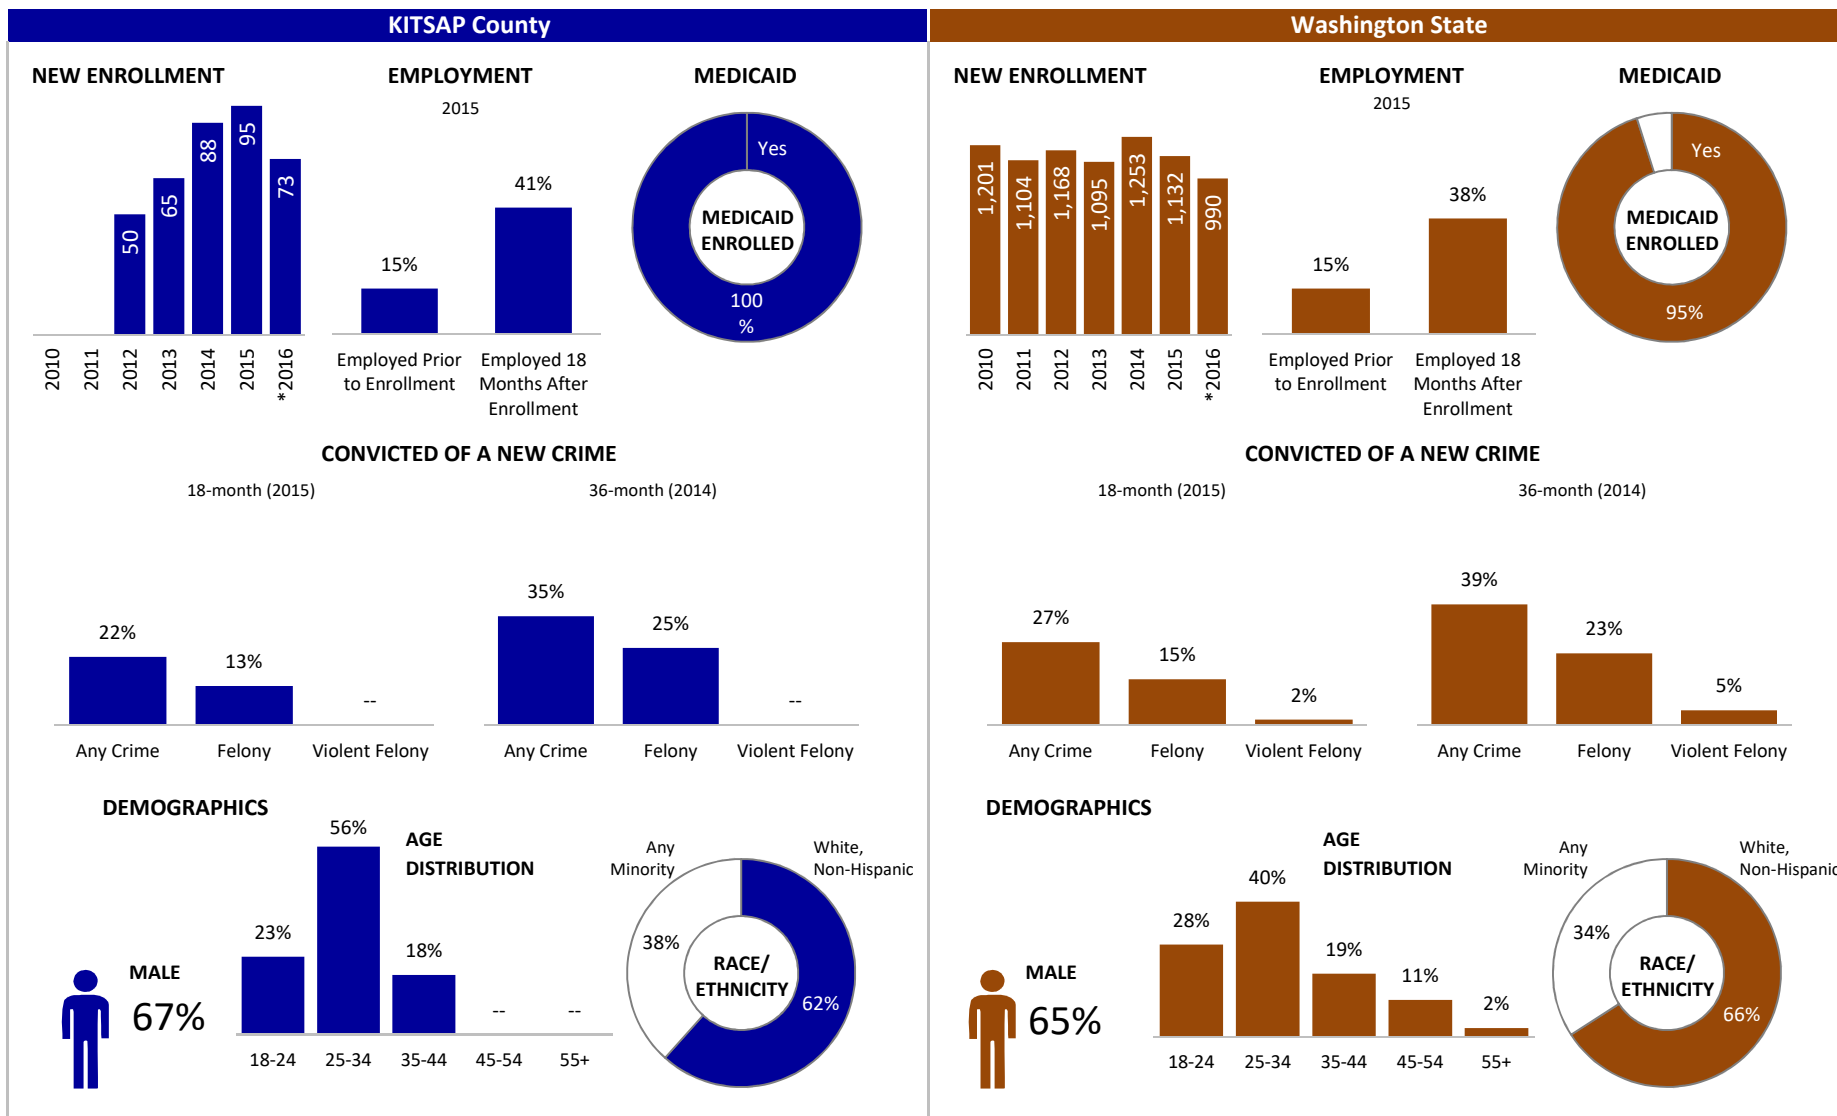 KITSAP County
NEW ENROLLMENT
50
65
88
95
73
2010
2011
2012
2013
2014
2015
*2016
EMPLOYMENT
2015
15%
41%
Employed Prior
to Enrollment
Employed 18
Months After
Enrollment
MEDICAID
Yes
MEDICAID
ENROLLED
100
%
CONVICTED OF A NEW CRIME
18-month (2015)
22%
13%
--
Any Crime
Felony
Violent Felony
36-month (2014)
35%
25%
--
Any Crime
Felony
Violent Felony
DEMOGRAPHICS
MALE
67%
AGE
DISTRIBUTION
23%
56%
18%
--
--
18-24
25-34
35-44
45-54
55+
Any
Minority
White,
Non-Hispanic
38%
RACE/
ETHNICITY
62%
Washington State
NEW ENROLLMENT
1,201
1,104
1,168
1,095
1,253
1,132
990
2010
2011
2012
2013
2014
2015
*2016
EMPLOYMENT
2015
15%
38%
Employed Prior
to Enrollment
Employed 18
Months After
Enrollment
MEDICAID
Yes
MEDICAID
ENROLLED
95%
CONVICTED OF A NEW CRIME
18-month (2015)
27%
15%
2%
Any Crime
Felony
Violent Felony
36-month (2014)
39%
23%
5%
Any Crime
Felony
Violent Felony
DEMOGRAPHICS
MALE
65%
AGE
DISTRIBUTION
28%
40%
19%
11%
2%
18-24
25-34
35-44
45-54
55+
Any
Minority
White,
Non-Hispanic
34%
RACE/
ETHNICITY
66%